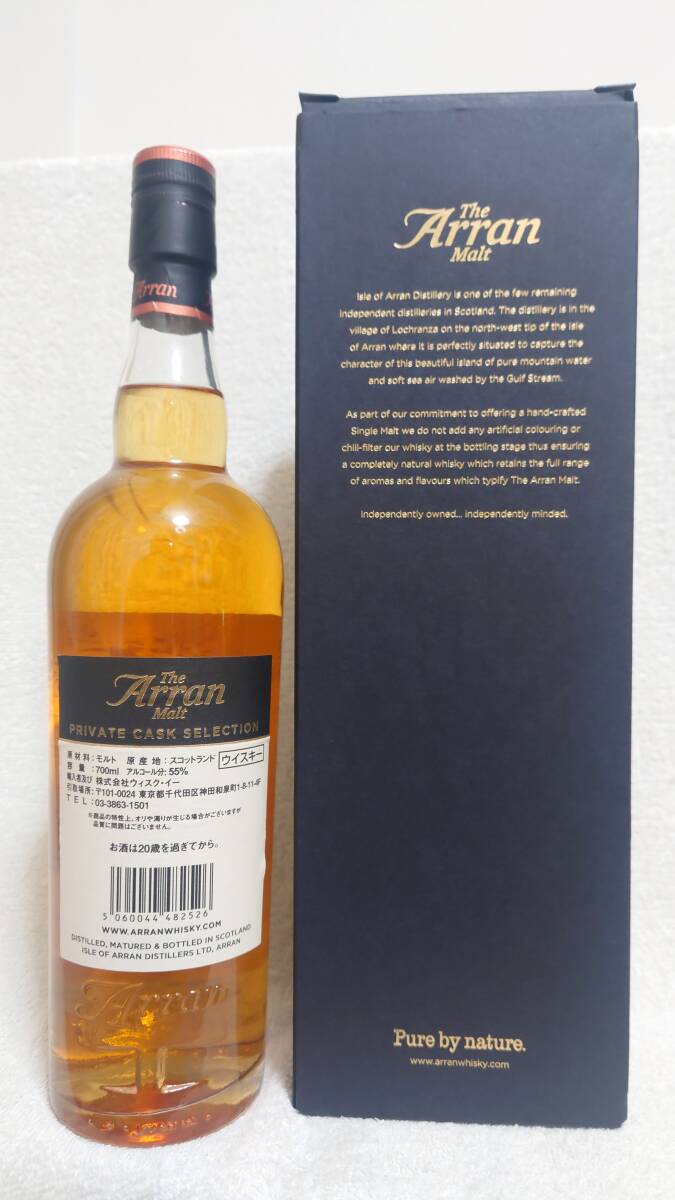 Arran
The
Arran
Malt
PRIVATE CASK SELECTION
原材料：モルト 原産地：スコットランド ウイスキー
容量：700ml アルコール分：55%
輸入者及び 株式会社ウィスク・イー
引取場所：〒101-0024 東京都千代田区神田和泉町1-8-11-4F
TEL：03-3863-1501
※商品の特性上、オリや濁りが生じる場合がございますが
品質に問題はございません。
お酒は20歳を過ぎてから。
5 060044 482526
WWW.ARRANWHISKY.COM
DISTILLED, MATURED & BOTTLED IN SCOTLAND
ISLE OF ARRAN DISTILLERS LTD, ARRAN
Arran
The
Arran
Malt
Isle of Arran Distillery is one of the few remaining
independent distilleries in Scotland. The distillery is in the
village of Lochranza on the north-west tip of the Isle
of Arran where it is perfectly situated to capture the
character of this beautiful island of pure mountain water
and soft sea air washed by the Gulf Stream.
As part of our commitment to offering a hand-crafted
Single Malt we do not add any artificial colouring or
chill-filter our whisky at the bottling stage thus ensuring
a completely natural whisky which retains the full range
of aromas and flavours which typify The Arran Malt.
Independently owned... independently minded.
Pure by nature.
www.arranwhisky.com